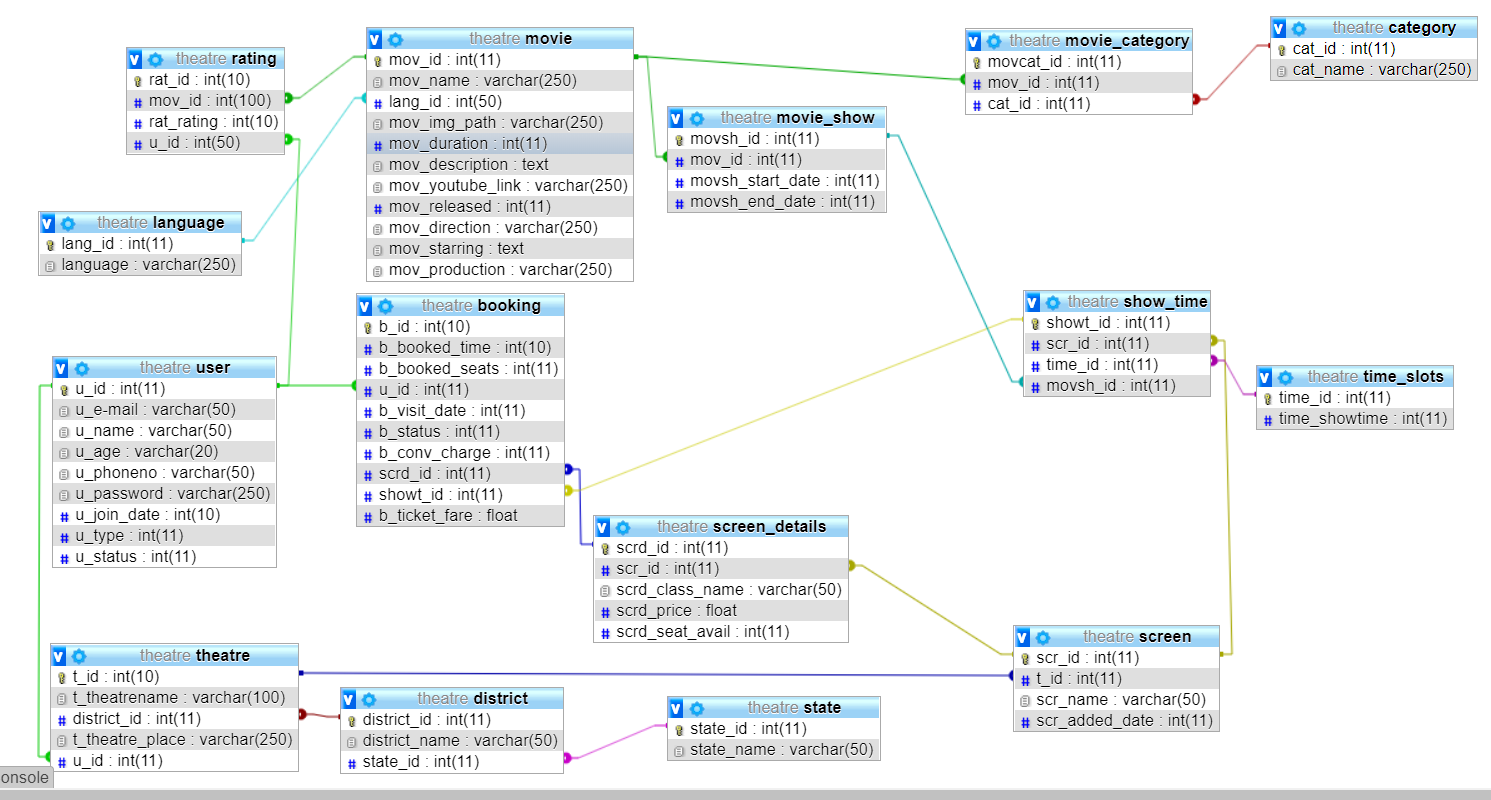 theatre rating
rat_id : int(10)
mov_id : int(100)
rat_rating : int(10)
u_id : int(50)
theatre movie
mov_id : int(11)
mov_name : varchar(250)
lang_id : int(50)
mov_img_path : varchar(250)
mov_duration : int(11)
mov_description : text
mov_youtube_link : varchar(250)
mov_released : int(11)
mov_direction : varchar(250)
mov_starring : text
mov_production : varchar(250)
theatre movie_category
movcat_id : int(11)
mov_id : int(11)
cat_id : int(11)
theatre category
cat_id : int(11)
cat_name : varchar(250)
theatre movie_show
movsh_id : int(11)
mov_id : int(11)
movsh_start_date : int(11)
movsh_end_date : int(11)
theatre language
lang_id : int(11)
language : varchar(250)
theatre booking
b_id : int(10)
b_booked_time : int(10)
b_booked_seats : int(11)
u_id : int(11)
b_visit_date : int(11)
b_status : int(11)
b_conv_charge : int(11)
scrd_id : int(11)
showt_id : int(11)
b_ticket_fare : float
theatre show_time
showt_id : int(11)
scr_id : int(11)
time_id : int(11)
movsh_id : int(11)
theatre time_slots
time_id : int(11)
time_showtime : int(11)
theatre user
u_id : int(11)
u_e-mail : varchar(50)
u_name : varchar(50)
u_age : varchar(20)
u_phoneno : varchar(50)
u_password : varchar(250)
u_join_date : int(10)
u_type : int(11)
u_status : int(11)
theatre screen_details
scrd_id : int(11)
scr_id : int(11)
scrd_class_name : varchar(50)
scrd_price : float
scrd_seat_avail : int(11)
theatre screen
scr_id : int(11)
t_id : int(11)
scr_name : varchar(50)
scr_added_date : int(11)
theatre theatre
t_id : int(10)
t_theatrename : varchar(100)
district_id : int(11)
t_theatre_place : varchar(250)
u_id : int(11)
theatre district
district_id : int(11)
district_name : varchar(50)
state_id : int(11)
theatre state
state_id : int(11)
state_name : varchar(50)
onsole